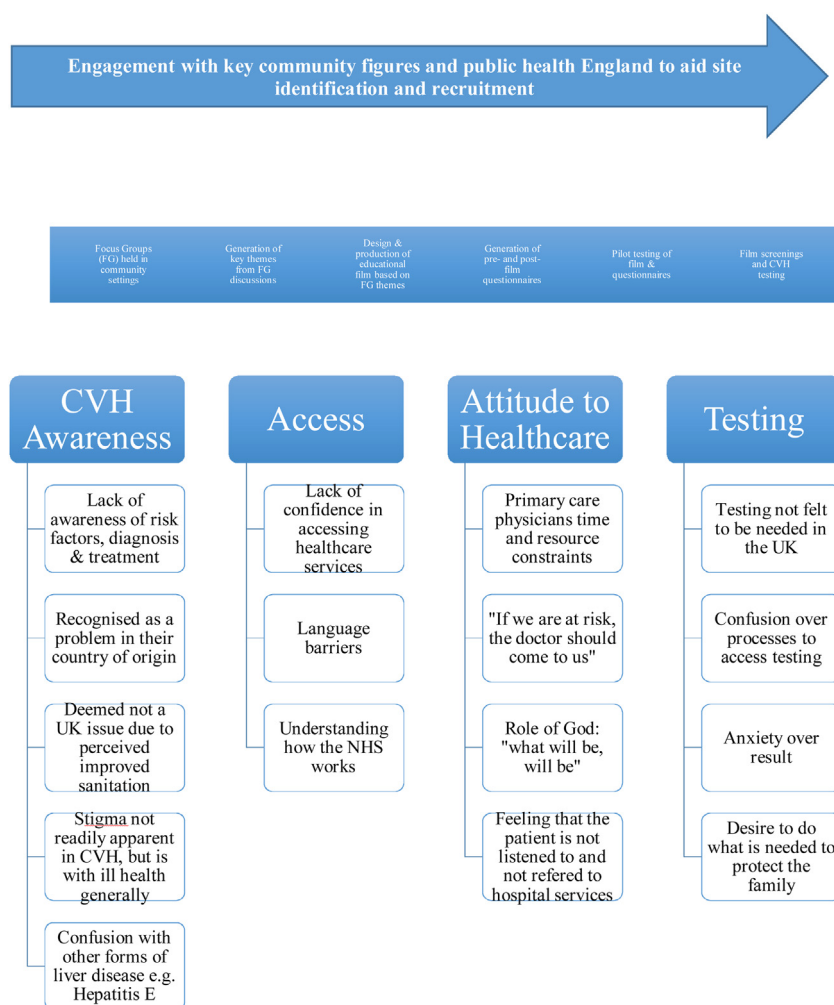 Engagement with key community figures and public health England to aid site
identification and recruitment
Focus Groups
(FG) held in
community
settings
Generation of
key themes
from FG
discussions
Design &
production of
educational
film based on
FG themes
Generation of
pre- and post-
film
questionnaires
Pilot testing of
film &
questionnaires
Film screenings
and CVH
testing
CVH
Awareness
Lack of
awareness of risk
factors, diagnosis
& treatment
Recognised as a
problem in their
country of origin
Deemed not a
UK issue due to
perceived
improved
sanitation
Stigma not
readily apparent
in CVH, but is
with ill health
generally
Confusion with
other forms of
liver disease e.g.
Hepatitis E
Access
Lack of
confidence in
accessing
healthcare
services
Language
barriers
Understanding
how the NHS
works
Attitude to
Healthcare
Primary care
physicians time
and resource
constraints
"If we are at risk,
the doctor should
come to us"
Role of God:
"what will be,
will be"
Feeling that the
patient is not
listened to and
not refered to
hospital services
Testing
Testing not felt
to be needed in
the UK
Confusion over
processes to
access testing
Anxiety over
result
Desire to do
what is needed to
protect the
family